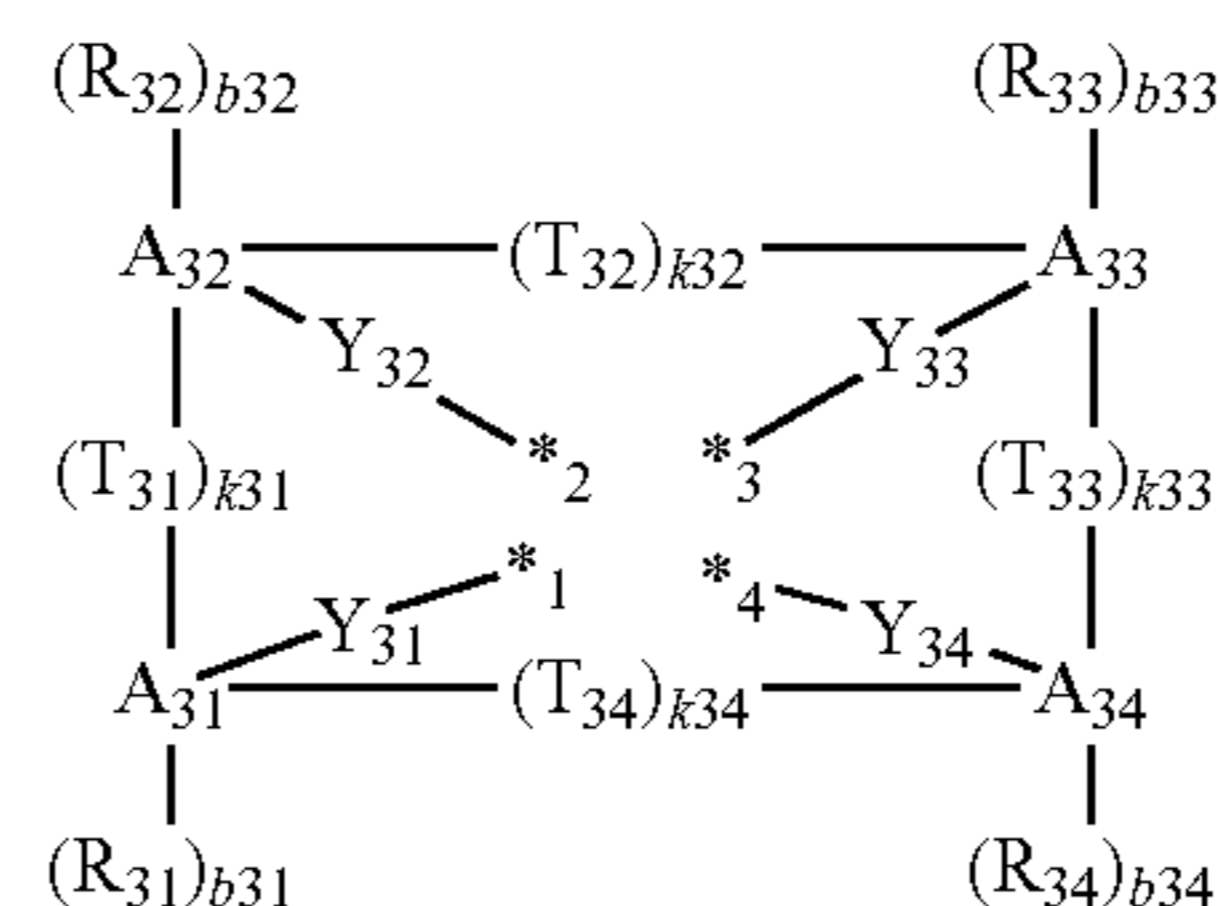 (R32)b32 (R33)b33
A32 (T32)k32 A33
Y32 Y33
*2 *3
(T31)k31 (T33)k33
*1 *4
Y31 Y34
A31 (T34)k34 A34
(R31)b31 (R34)b34